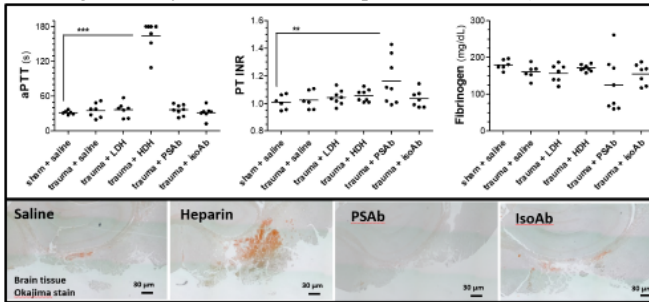 aPTT (s)
180
120
60
0
sham + saline
trauma + saline
trauma + LDH
trauma + HDH
trauma + PSAb
trauma + isoAb
***
PT INR
1.6
1.4
1.2
1.0
0.8
sham + saline
trauma + saline
trauma + LDH
trauma + HDH
trauma + PSAb
trauma + isoAb
**
Fibrinogen (mg/dL)
300
200
100
0
sham + saline
trauma + saline
trauma + LDH
trauma + HDH
trauma + PSAb
trauma + isoAb
Saline
Brain tissue
Okajima stain
30 µm
Heparin
30 µm
PSAb
30 µm
IsoAb
30 µm